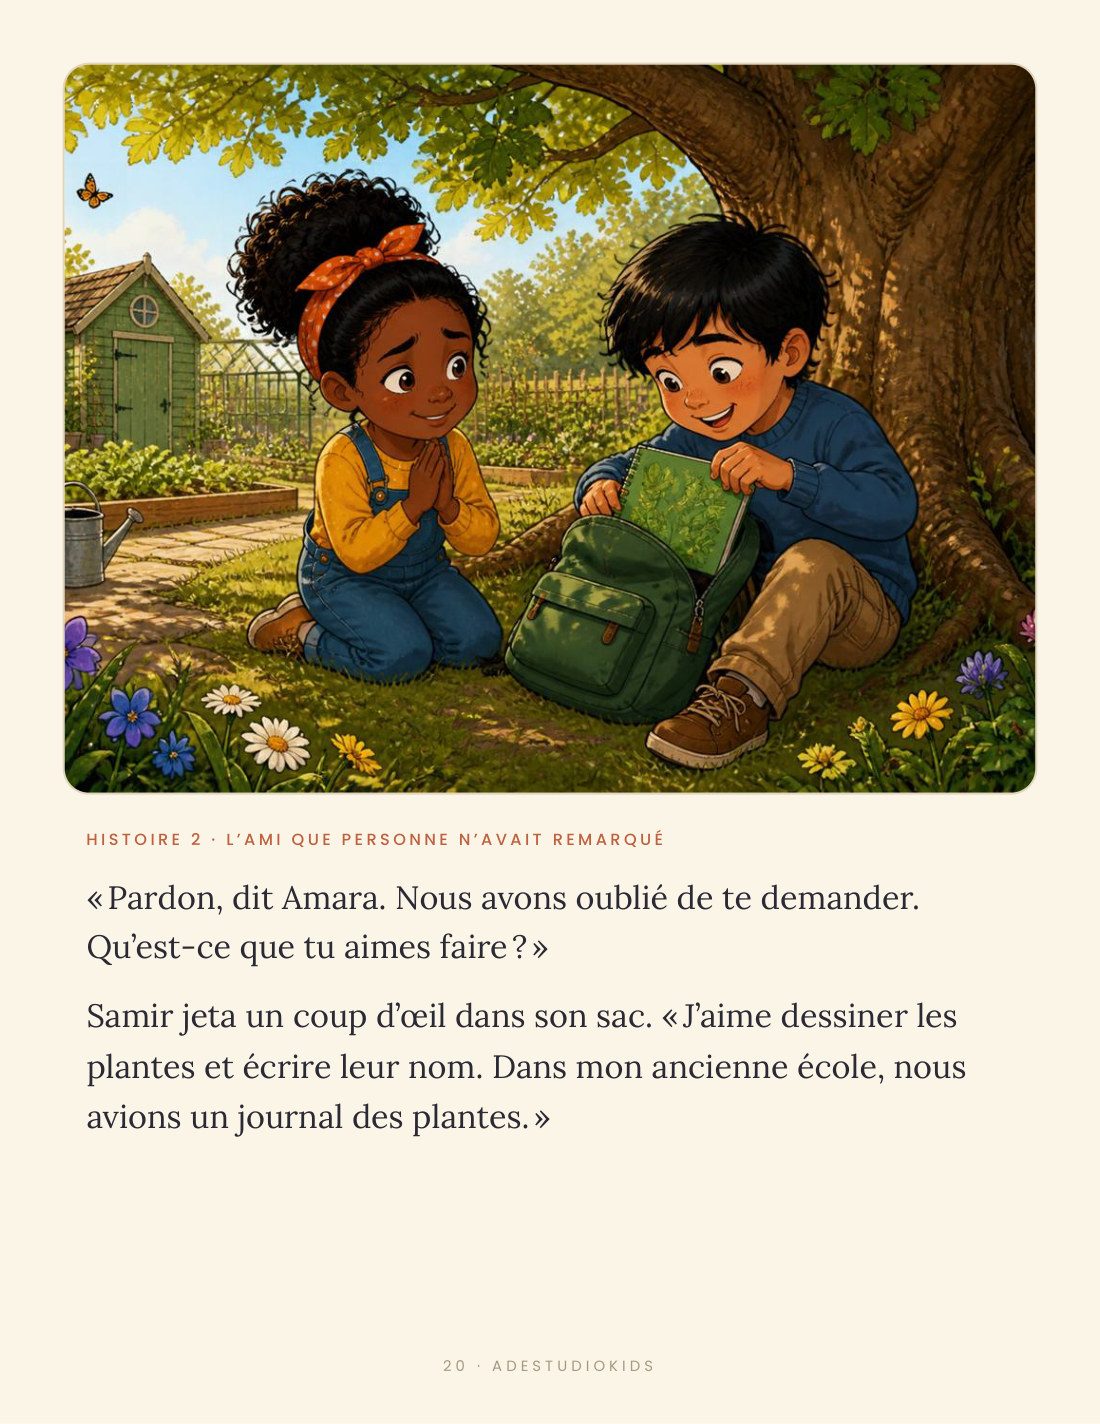 HISTOIRE 2 · L’AMI QUE PERSONNE N’AVAIT REMARQUÉ
« Pardon, dit Amara. Nous avons oublié de te demander.
Qu’est-ce que tu aimes faire ? »
Samir jeta un coup d’œil dans son sac. « J’aime dessiner les
plantes et écrire leur nom. Dans mon ancienne école, nous
avions un journal des plantes. »
20 · ADESTUDIOKIDS